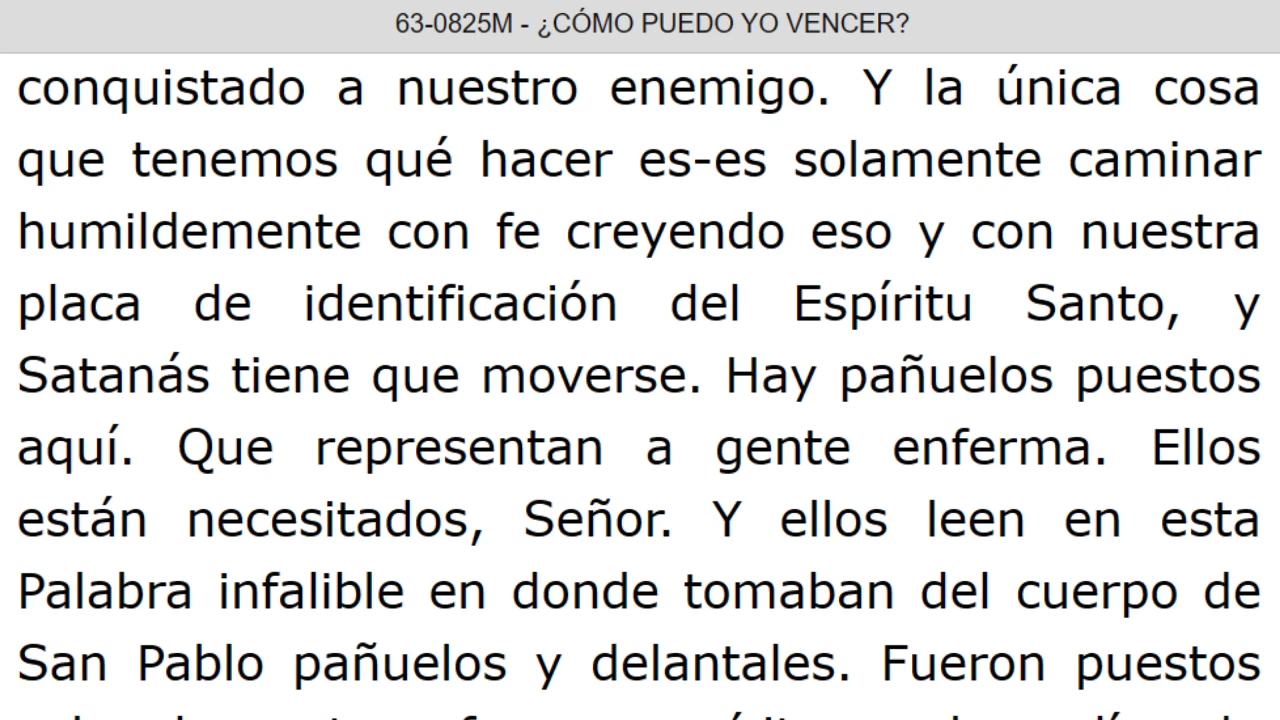 63-0825M - ¿CÓMO PUEDO YO VENCER?
conquistado a nuestro enemigo. Y la única cosa
que tenemos qué hacer es-es solamente caminar
humildemente con fe creyendo eso y con nuestra
placa de identificación del Espíritu Santo, y
Satanás tiene que moverse. Hay pañuelos puestos
aquí. Que representan a gente enferma. Ellos
están necesitados, Señor. Y ellos leen en esta
Palabra infalible en donde tomaban del cuerpo de
San Pablo pañuelos y delantales. Fueron puestos